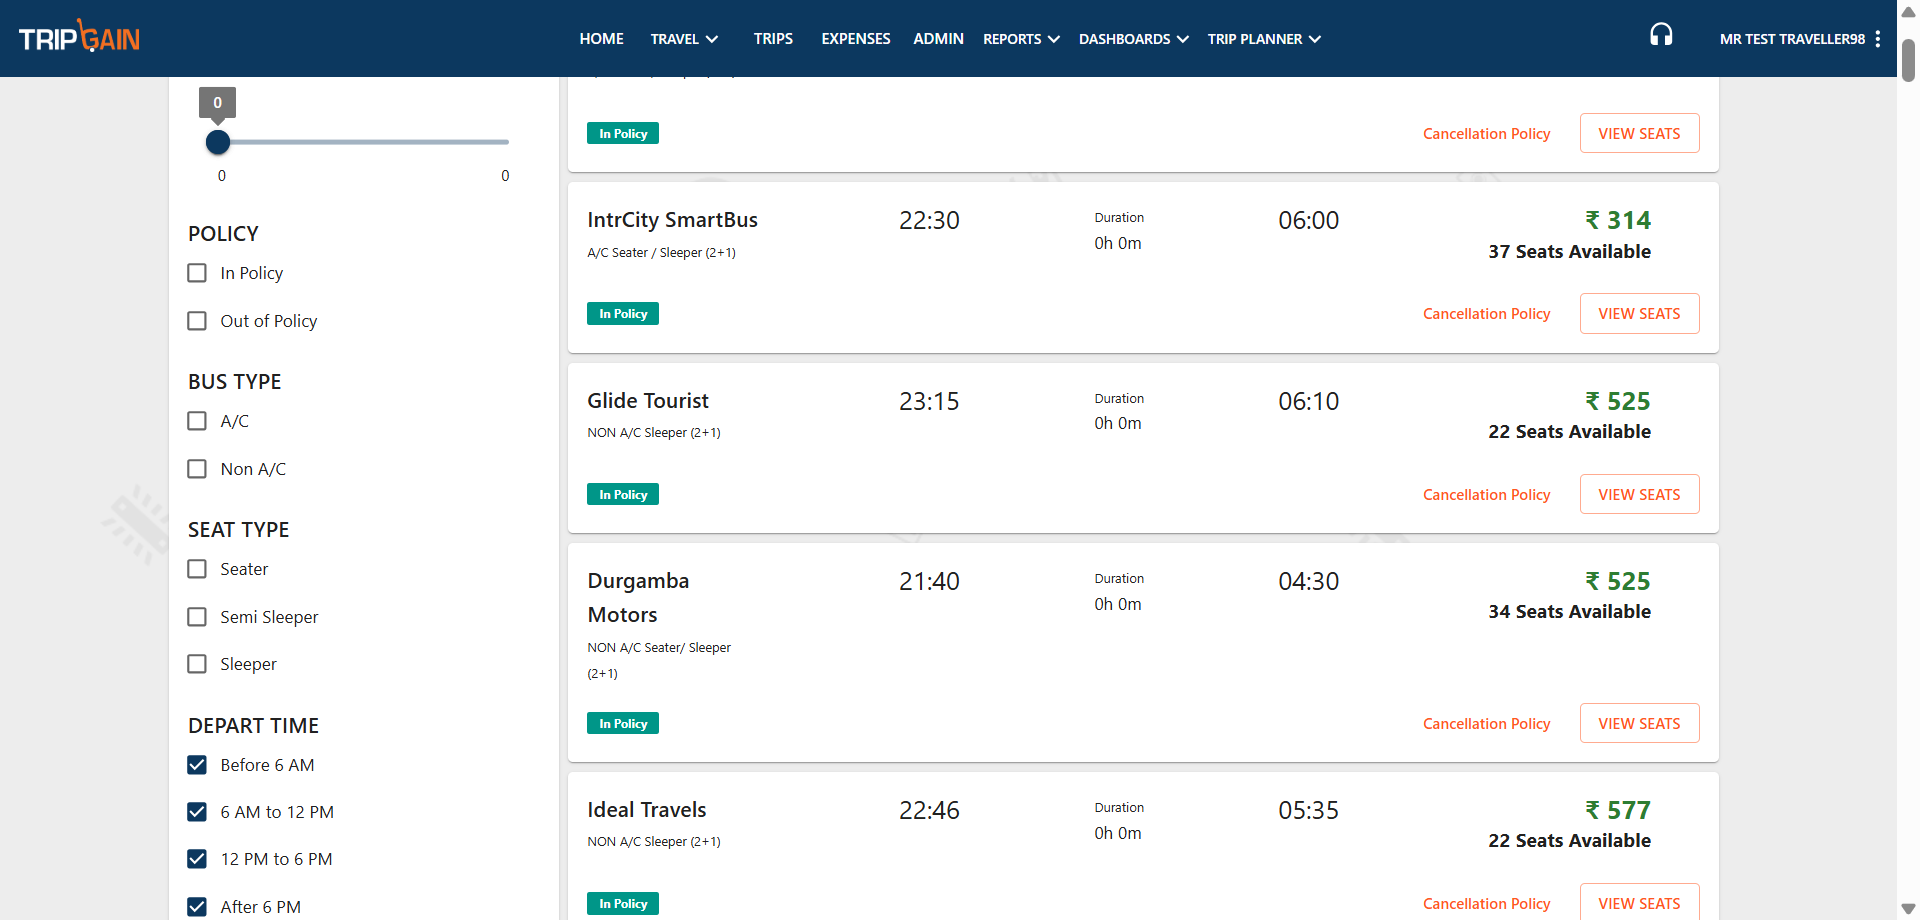 TRIPGAIN
HOME TRAVEL TRIPS EXPENSES ADMIN REPORTS DASHBOARDS TRIP PLANNER MR TEST TRAVELLER98
0
0 0
POLICY
In Policy
Out of Policy
BUS TYPE
A/C
Non A/C
SEAT TYPE
Seater
Semi Sleeper
Sleeper
DEPART TIME
Before 6 AM
6 AM to 12 PM
12 PM to 6 PM
After 6 PM
In Policy Cancellation Policy VIEW SEATS
IntrCity SmartBus 22:30 Duration 06:00 ₹ 314
A/C Seater / Sleeper (2+1) 0h 0m 37 Seats Available
In Policy Cancellation Policy VIEW SEATS
Glide Tourist 23:15 Duration 06:10 ₹ 525
NON A/C Sleeper (2+1) 0h 0m 22 Seats Available
In Policy Cancellation Policy VIEW SEATS
Durgamba 21:40 Duration 04:30 ₹ 525
Motors 0h 0m 34 Seats Available
NON A/C Seater/ Sleeper
(2+1)
In Policy Cancellation Policy VIEW SEATS
Ideal Travels 22:46 Duration 05:35 ₹ 577
NON A/C Sleeper (2+1) 0h 0m 22 Seats Available
In Policy Cancellation Policy VIEW SEATS